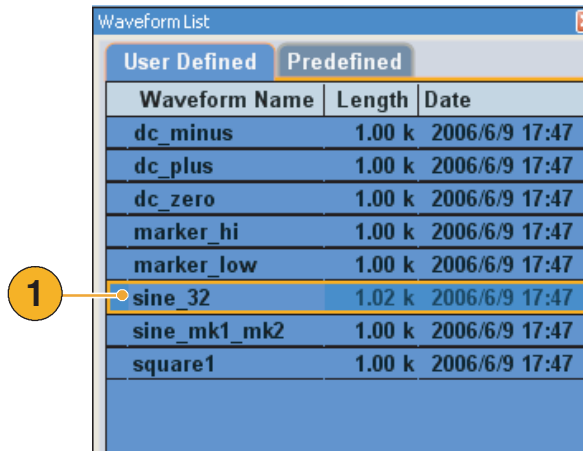 Waveform List
User Defined Predefined
Waveform Name Length Date
dc_minus 1.00 k 2006/6/9 17:47
dc_plus 1.00 k 2006/6/9 17:47
dc_zero 1.00 k 2006/6/9 17:47
marker_hi 1.00 k 2006/6/9 17:47
marker_low 1.00 k 2006/6/9 17:47
1 sine_32 1.02 k 2006/6/9 17:47
sine_mk1_mk2 1.00 k 2006/6/9 17:47
square1 1.00 k 2006/6/9 17:47